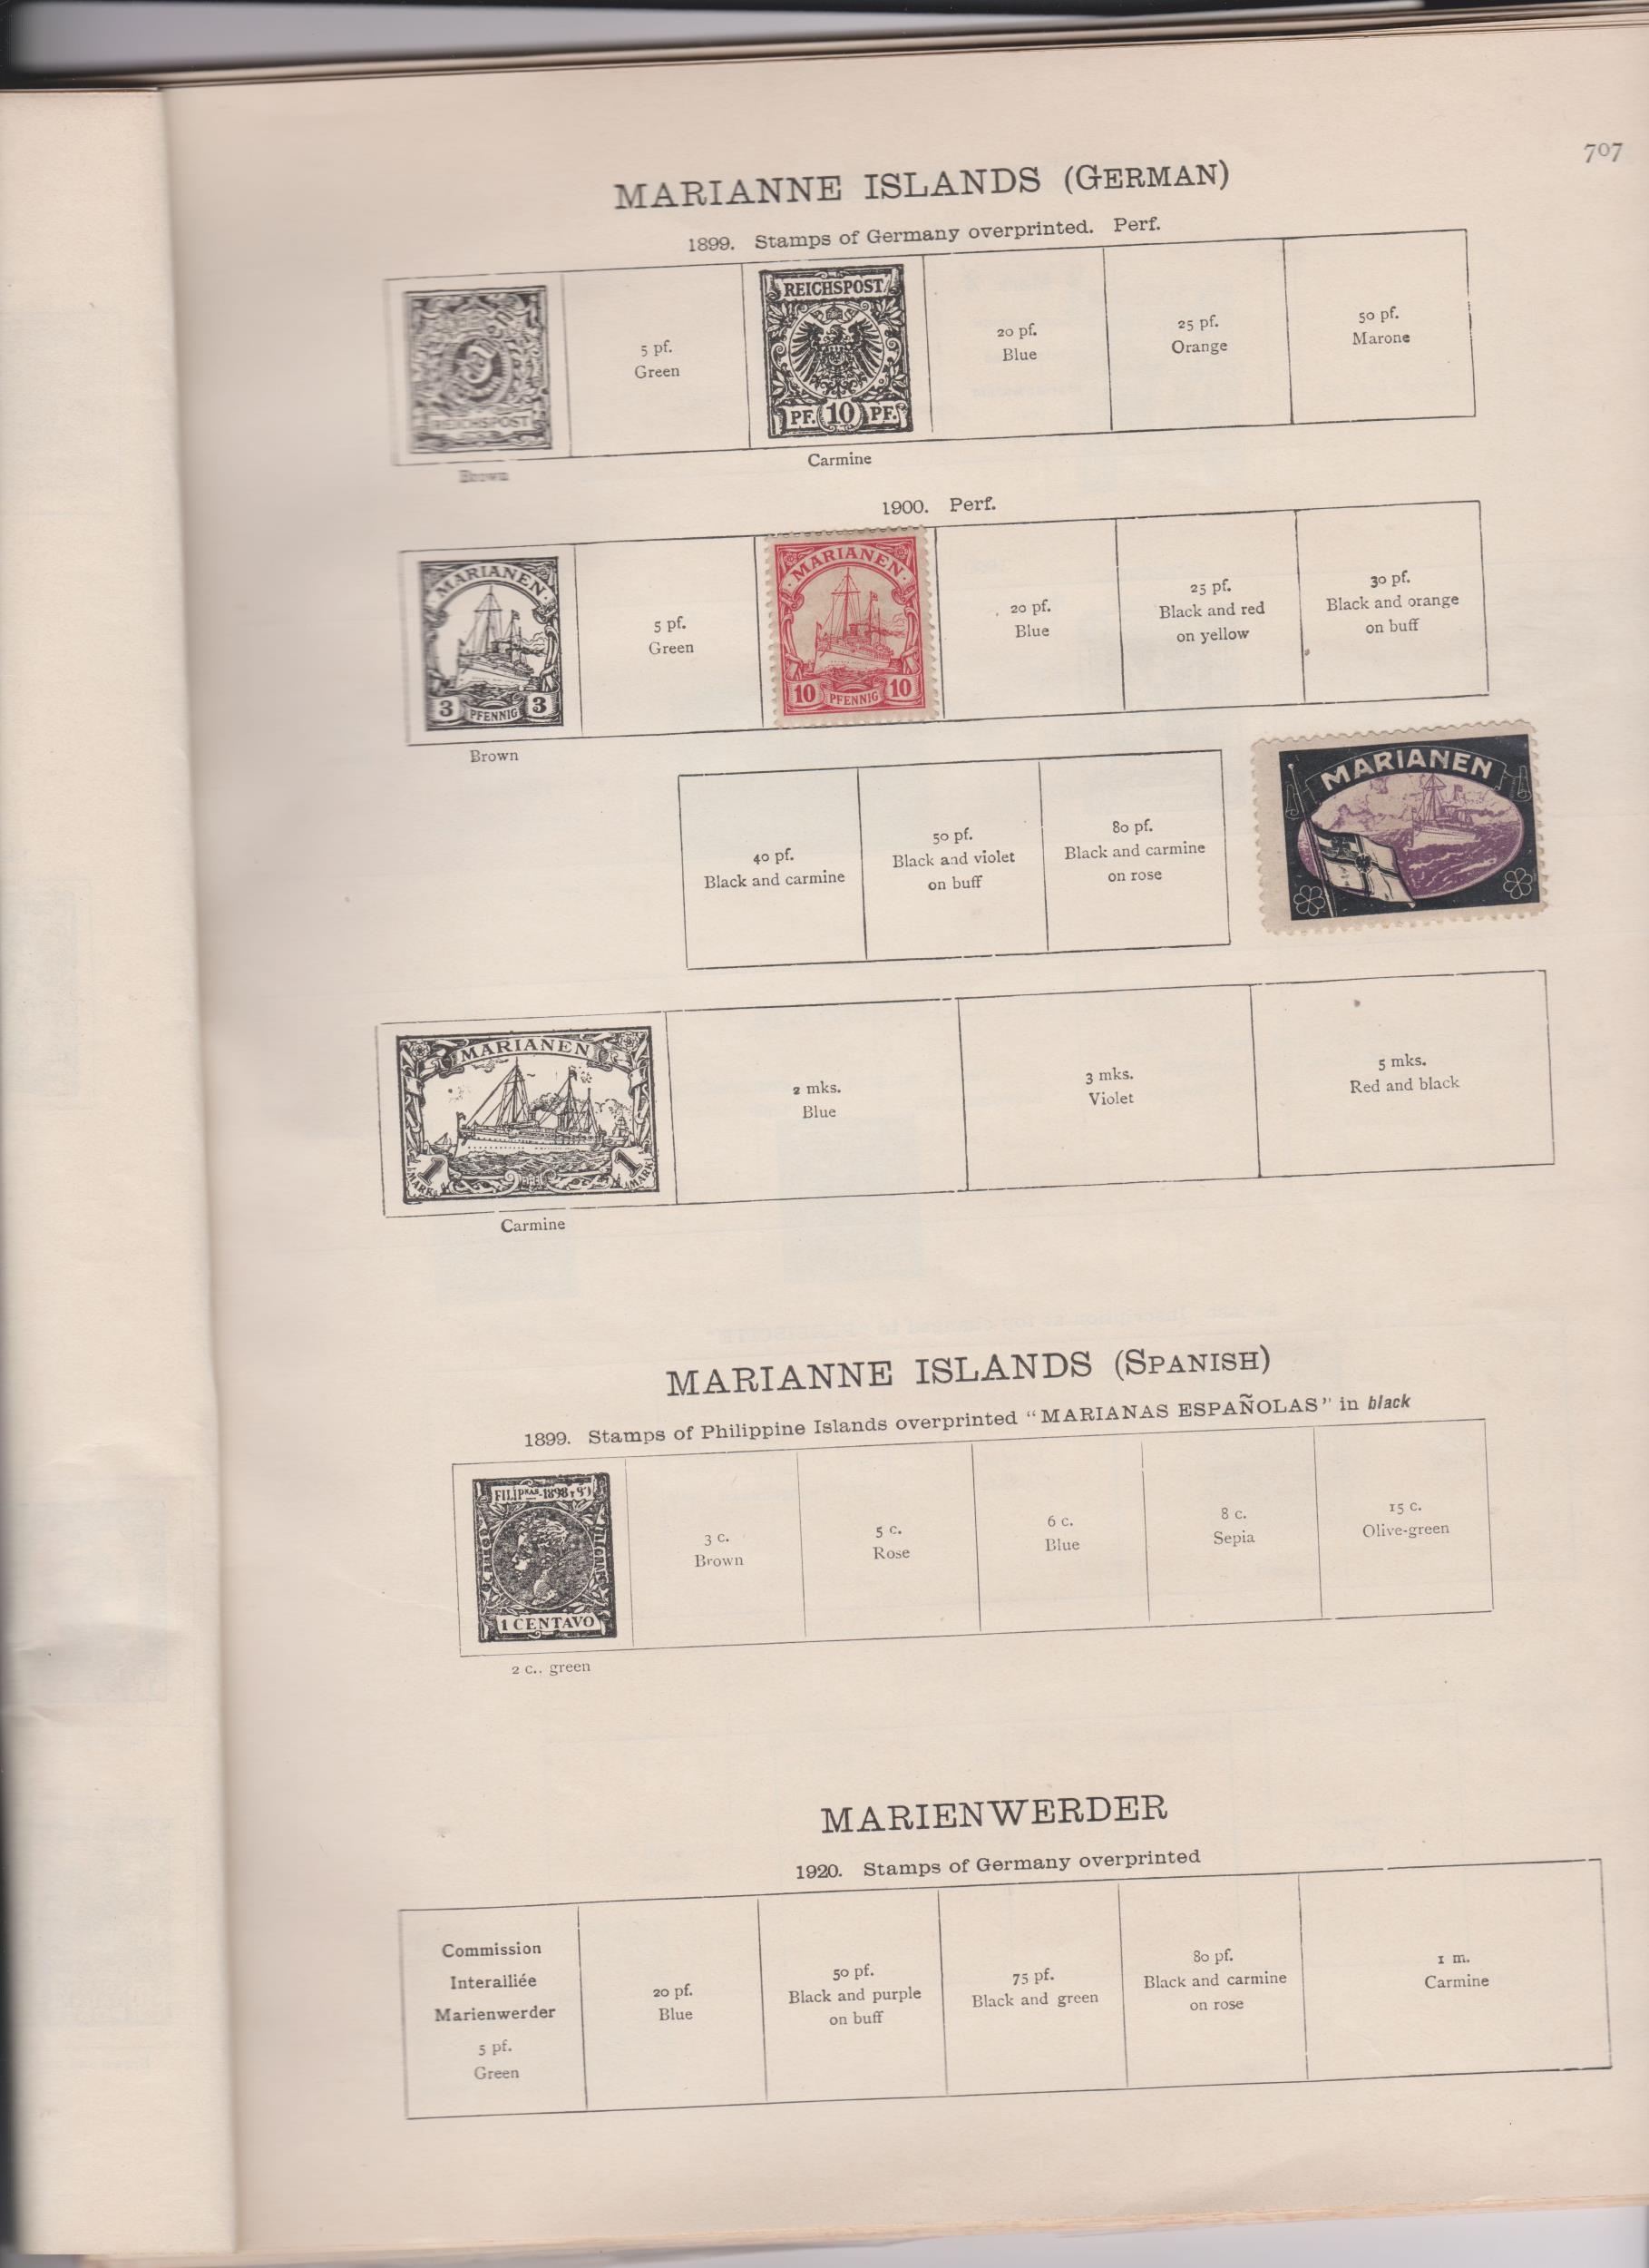 707
MARIANNE ISLANDS (GERMAN)
1899. Stamps of Germany overprinted. Perf.
REICHSPOST
Brown
5 pf.
Green
REICHSPOST
PF. 10 PF.
Carmine
20 pf.
Blue
25 pf.
Orange
50 pf.
Marone
1900. Perf.
MARIANEN
3 PFENNIG 3
Brown
5 pf.
Green
MARIANEN
10 PFENNIG 10
20 pf.
Blue
25 pf.
Black and red
on yellow
30 pf.
Black and orange
on buff
40 pf.
Black and carmine
50 pf.
Black and violet
on buff
80 pf.
Black and carmine
on rose
MARIANEN
MARIANEN
1 MARK 1 MARK
Carmine
2 mks.
Blue
3 mks.
Violet
5 mks.
Red and black
MARIANNE ISLANDS (SPANISH)
1899. Stamps of Philippine Islands overprinted “MARIANAS ESPAÑOLAS” in black
FILIPNAS-1898 Y 99
1 CENTAVO
2 c., green
3 c.
Brown
5 c.
Rose
6 c.
Blue
8 c.
Sepia
15 c.
Olive-green
MARIENWERDER
1920. Stamps of Germany overprinted
Commission
Interalliée
Marienwerder
5 pf.
Green
20 pf.
Blue
50 pf.
Black and purple
on buff
75 pf.
Black and green
80 pf.
Black and carmine
on rose
1 m.
Carmine